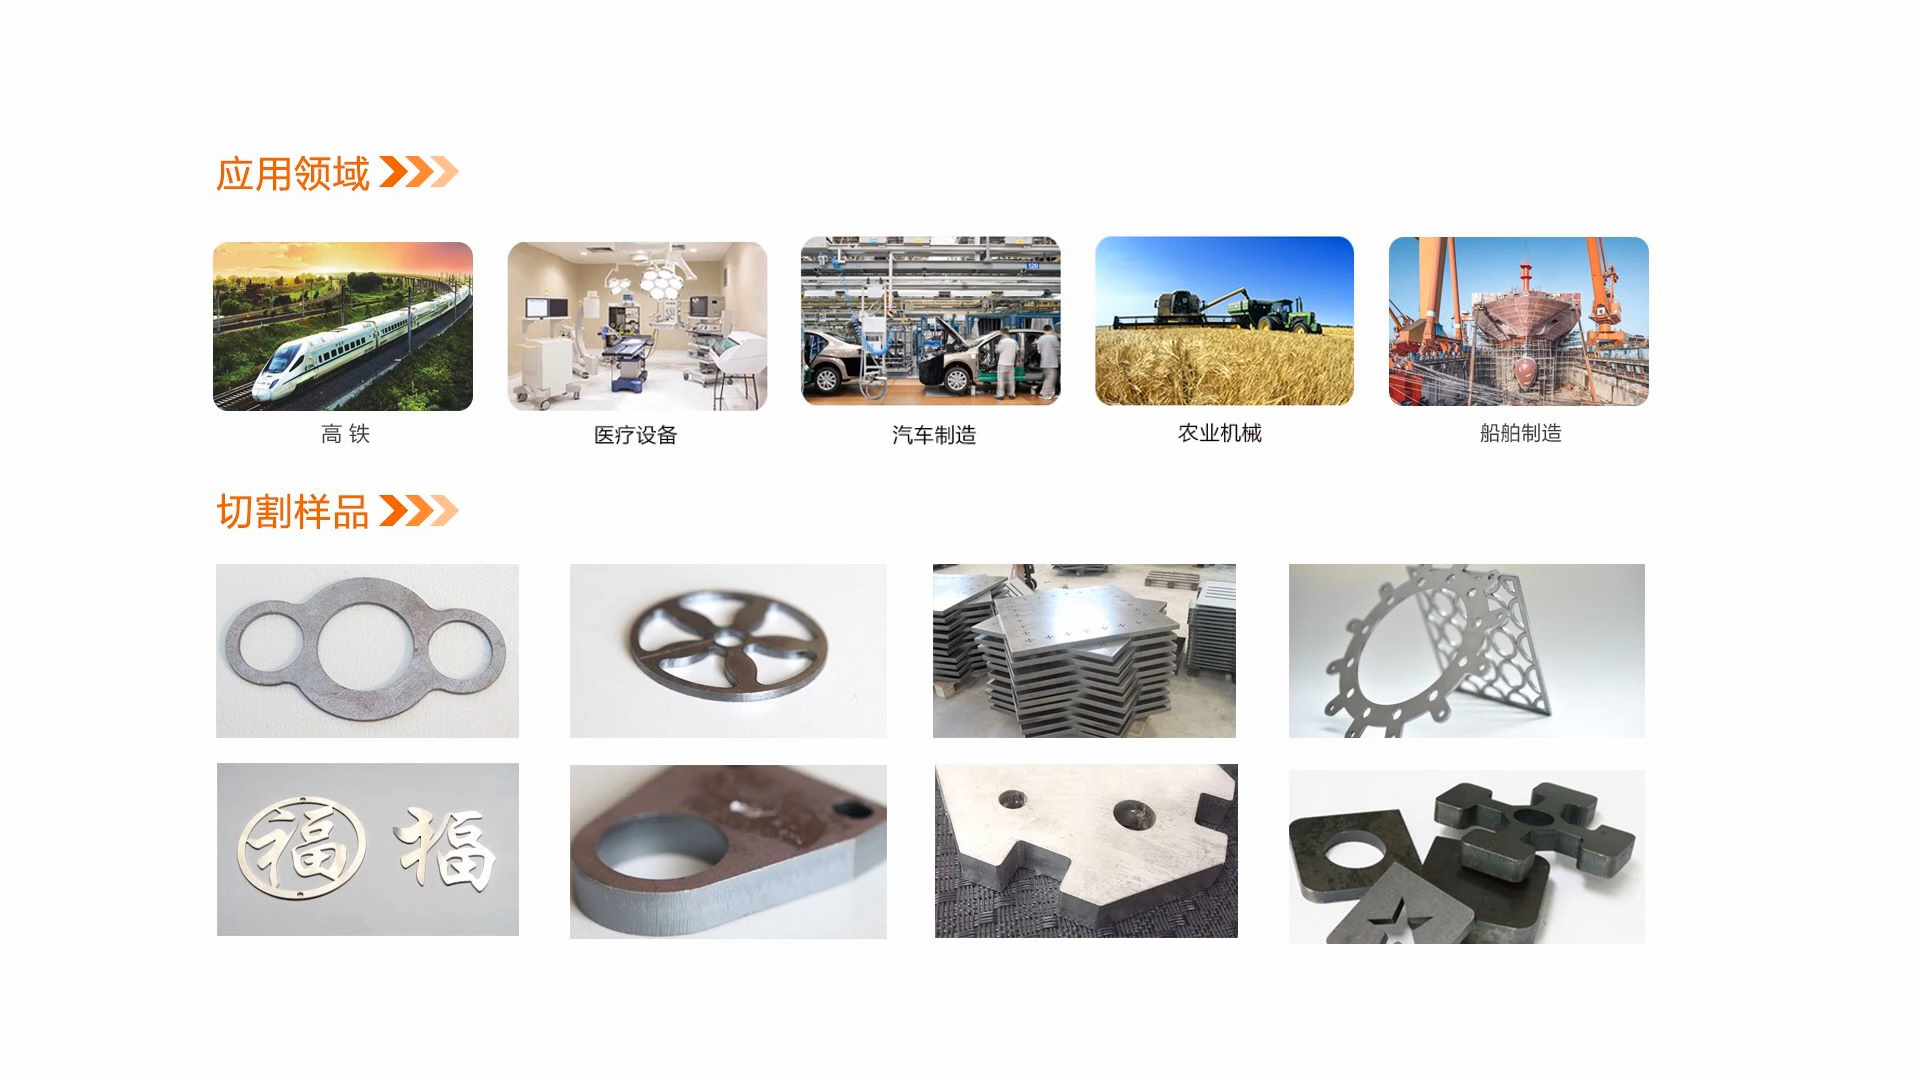 应用领域
高 铁
医疗设备
汽车制造
农业机械
船舶制造
切割样品
福 福